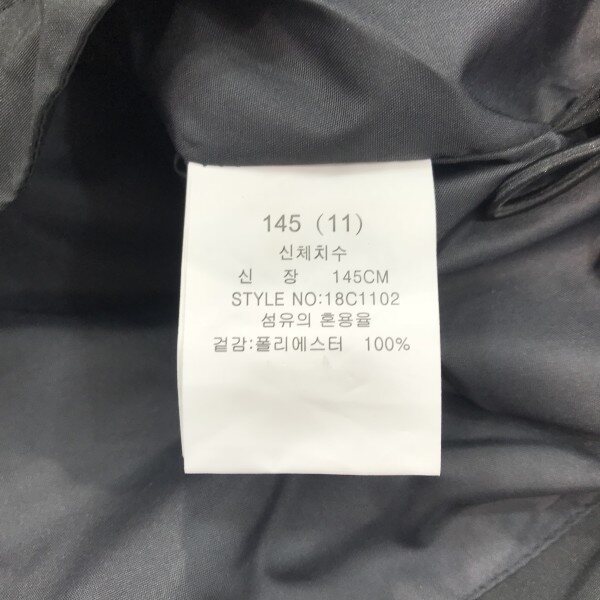 145 (11)
신체치수
신 장 145CM
STYLE NO:18C1102
섬유의 혼용율
겉감:폴리에스터 100%